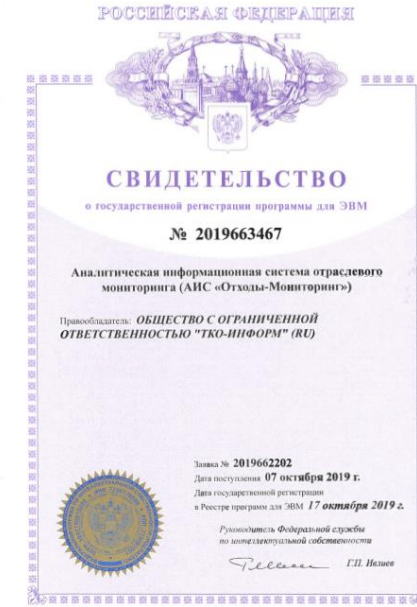 РОССИЙСКАЯ ФЕДЕРАЦИЯ
СВИДЕТЕЛЬСТВО
о государственной регистрации программы для ЭВМ
№ 2019663467
Аналитическая информационная система отраслевого
мониторинга (АИС «Отходы-Мониторинг»)
Правообладатель: ОБЩЕСТВО С ОГРАНИЧЕННОЙ
ОТВЕТСТВЕННОСТЬЮ "ТКО-ИНФОРМ" (RU)
Заявка № 2019662202
Дата поступления 07 октября 2019 г.
Дата государственной регистрации
в Реестре программ для ЭВМ 17 октября 2019 г.
Руководитель Федеральной службы
по интеллектуальной собственности
Г.П. Ивлиев